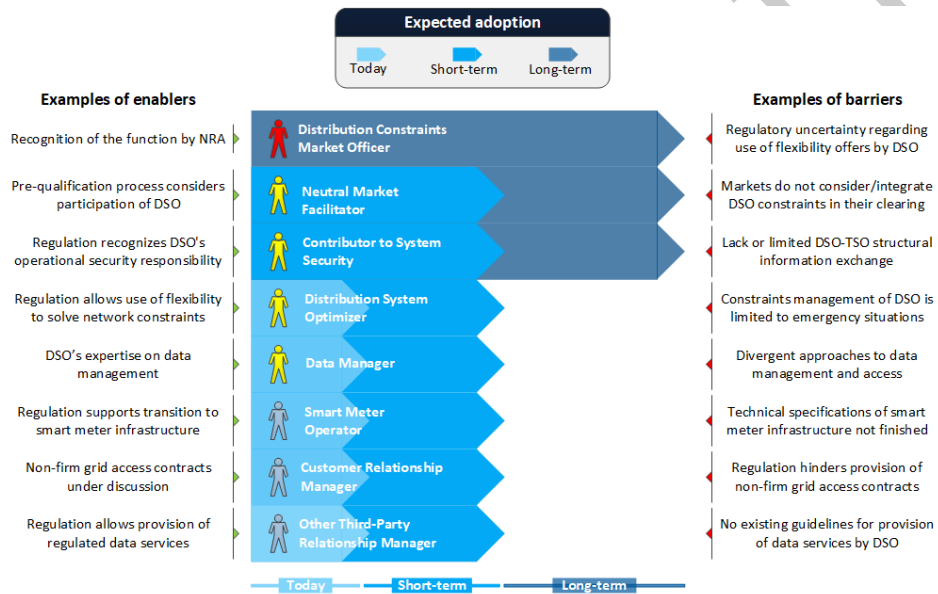 Expected adoption
Today
Short-term
Long-term
Examples of enablers
Examples of barriers
Recognition of the function by NRA
Distribution Constraints
Market Officer
Regulatory uncertainty regarding
use of flexibility offers by DSO
Pre-qualification process considers
participation of DSO
Neutral Market
Facilitator
Markets do not consider/integrate
DSO constraints in their clearing
Regulation recognizes DSO's
operational security responsibility
Contributor to System
Security
Lack or limited DSO-TSO structural
information exchange
Regulation allows use of flexibility
to solve network constraints
Distribution System
Optimizer
Constraints management of DSO is
limited to emergency situations
DSO's expertise on data
management
Data Manager
Divergent approaches to data
management and access
Regulation supports transition to
smart meter infrastructure
Smart Meter
Operator
Technical specifications of smart
meter infrastructure not finished
Non-firm grid access contracts
under discussion
Customer Relationship
Manager
Regulation hinders provision of
non-firm grid access contracts
Regulation allows provision of
regulated data services
Other Third-Party
Relationship Manager
No existing guidelines for provision
of data services by DSO
Today
Short-term
Long-term